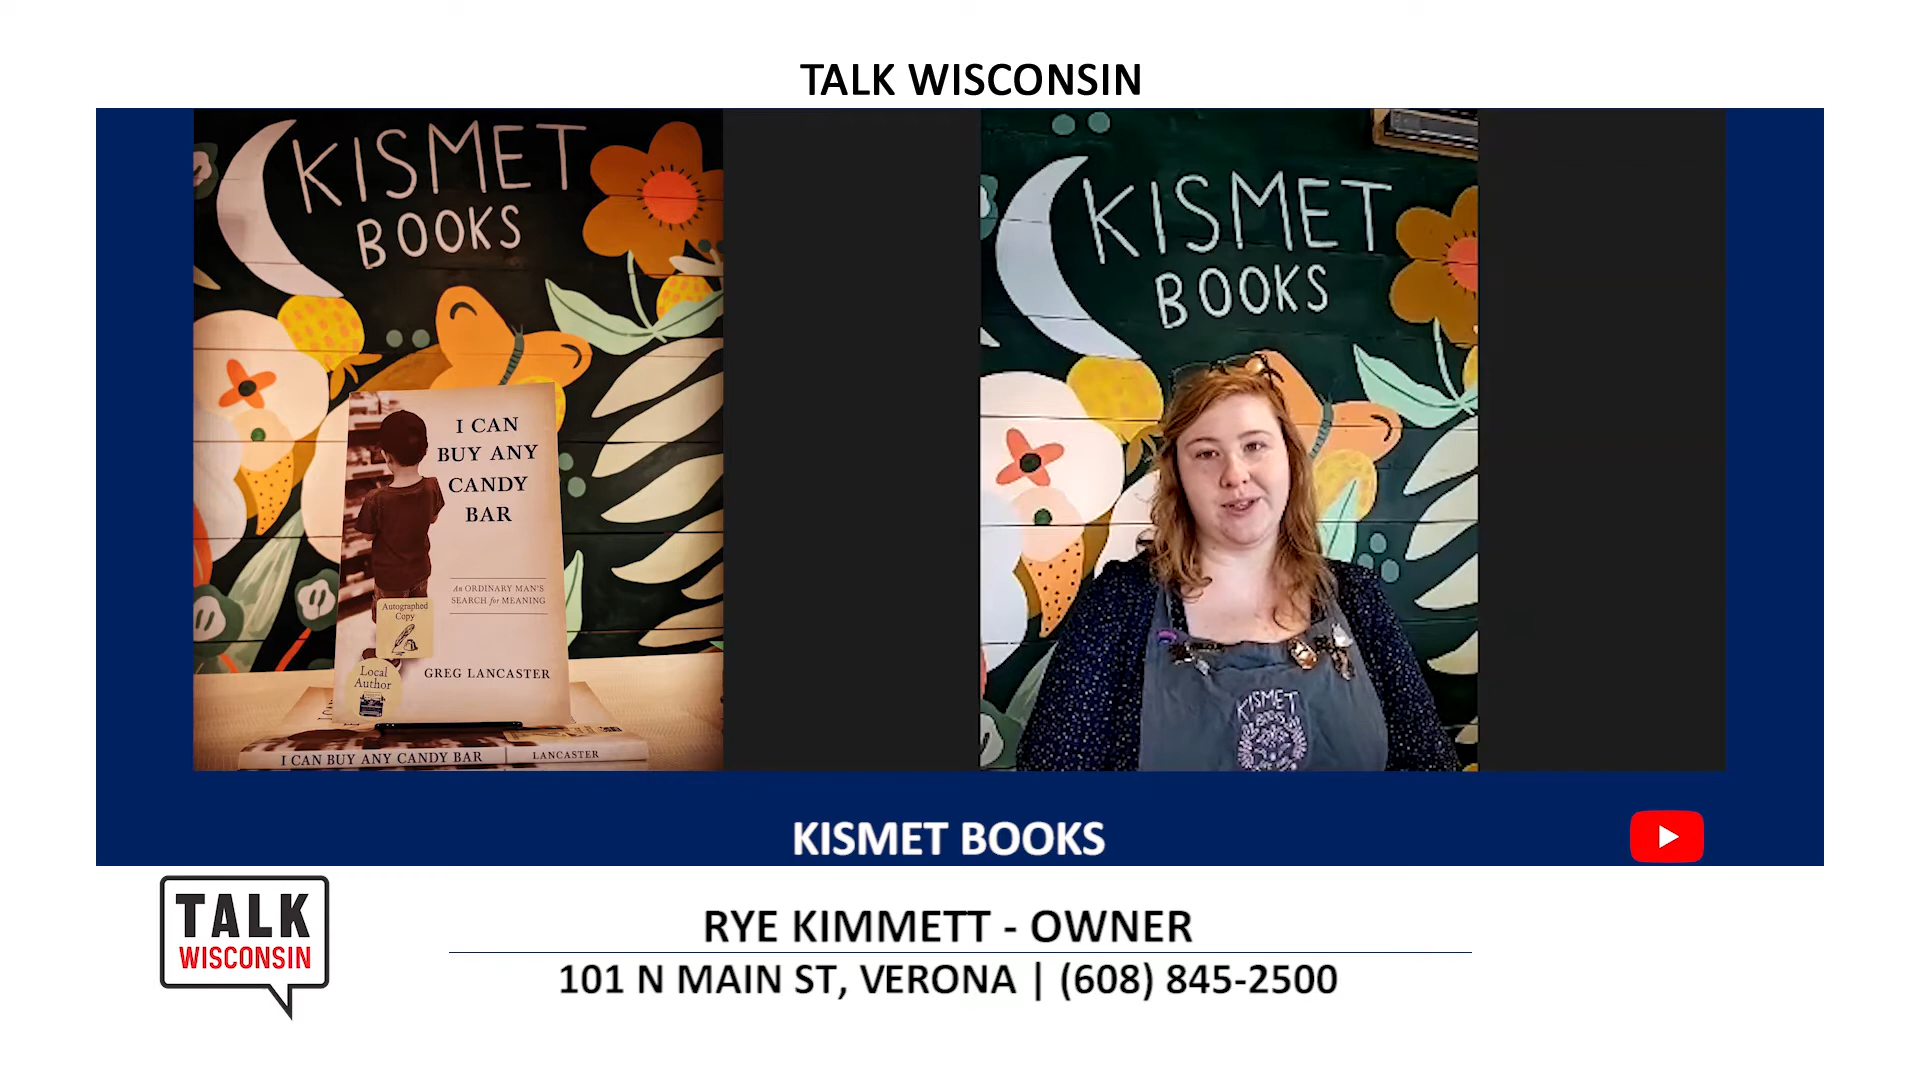 TALK WISCONSIN
KISMET
BOOKS
I CAN
BUY ANY
CANDY
BAR
An ORDINARY MAN'S
SEARCH for MEANING
Autographed
Copy
GREG LANCASTER
Local
Author
I CAN BUY ANY CANDY BAR
LANCASTER
KISMET
BOOKS
KISMET
BOOKS
KISMET BOOKS
TALK
WISCONSIN
RYE KIMMETT - OWNER
101 N MAIN ST, VERONA | (608) 845-2500